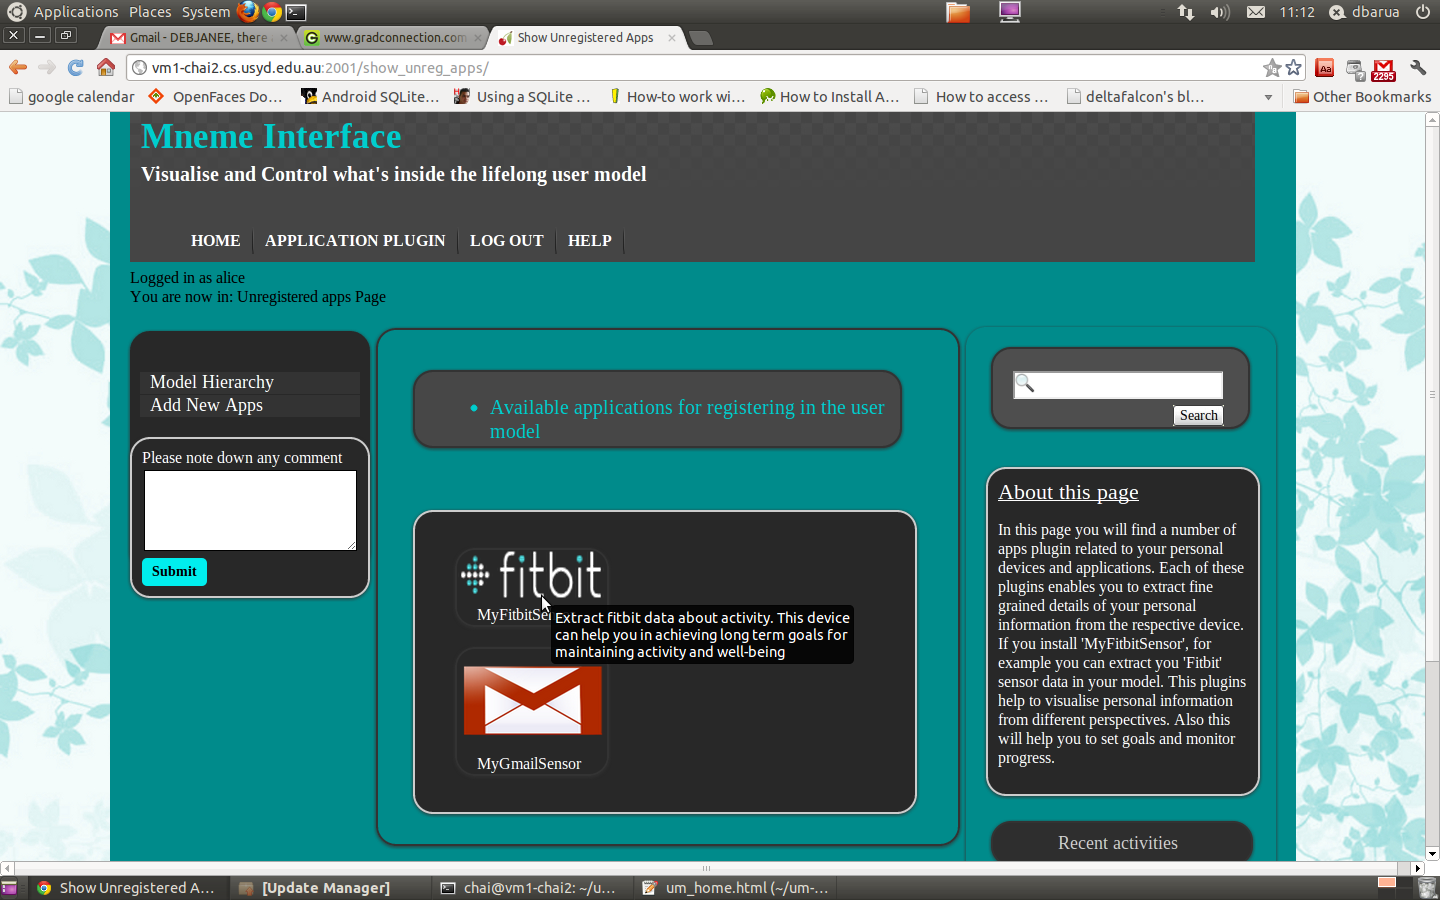 Applications Places System
11:12 dbarua
Gmail - DEBJANEE, there
www.gradconnection.com
Show Unregistered Apps
vm1-chai2.cs.usyd.edu.au:2001/show_unreg_apps/
Aa
2295
google calendar
OpenFaces Do...
Android SQLite...
Using a SQLite ...
How-to work wi...
How to Install A...
How to access ...
deltafalcon's bl...
Other Bookmarks
Mneme Interface
Visualise and Control what's inside the lifelong user model
HOME
APPLICATION PLUGIN
LOG OUT
HELP
Logged in as alice
You are now in: Unregistered apps Page
Model Hierarchy
Add New Apps
Please note down any comment
Submit
Available applications for registering in the user
model
fitbit
MyFitbitSe
Extract fitbit data about activity. This device
can help you in achieving long term goals for
maintaining activity and well-being
MyGmailSensor
Search
About this page
In this page you will find a number of
apps plugin related to your personal
devices and applications. Each of these
plugins enables you to extract fine
grained details of your personal
information from the respective device.
If you install 'MyFitbitSensor', for
example you can extract you 'Fitbit'
sensor data in your model. This plugins
help to visualise personal information
from different perspectives. Also this
will help you to set goals and monitor
progress.
Recent activities
Show Unregistered A...
[Update Manager]
chai@vm1-chai2: ~/u...
um_home.html (~/um-...